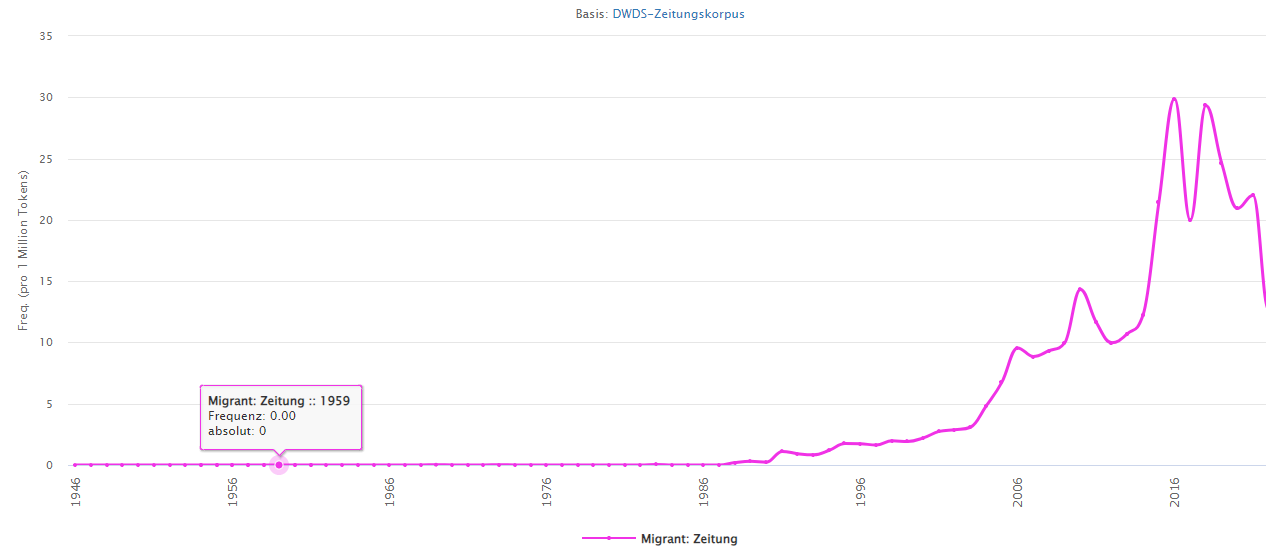 Basis: DWDS-Zeitungskorpus
35
30
25
20
15
10
5
0
Freq. (pro 1 Million Tokens)
Migrant: Zeitung :: 1959
Frequenz: 0.00
absolut: 0
1946
1956
1966
1976
1986
1996
2006
2016
Migrant: Zeitung